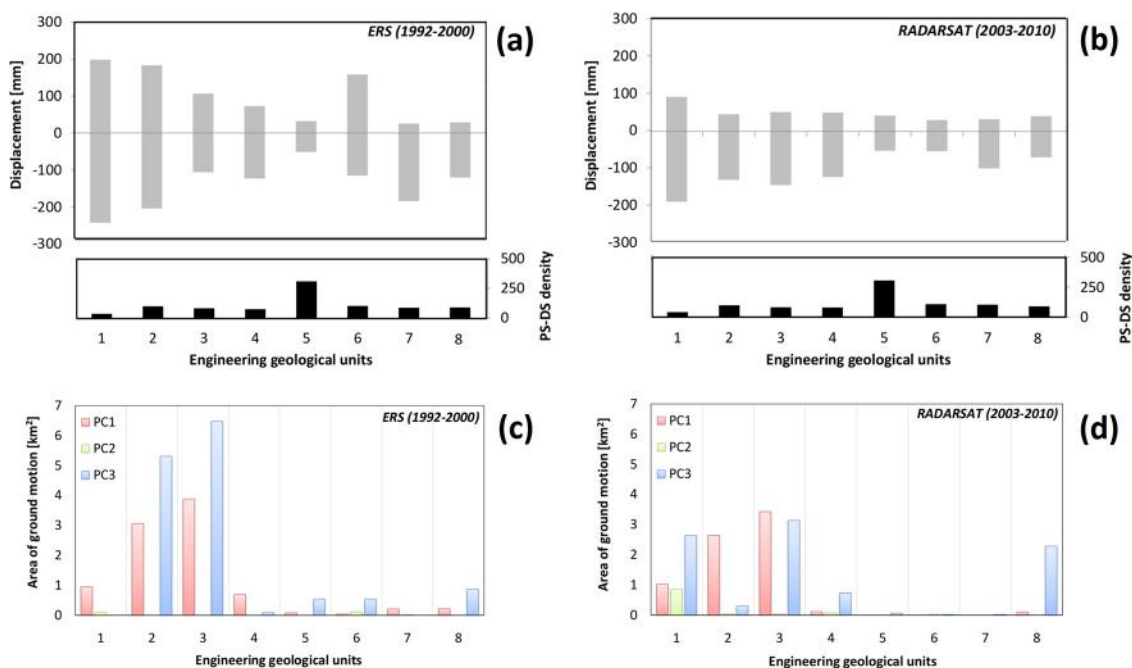 ERS (1992-2000)
(a)
Displacement [mm]
300
200
100
0
-100
-200
-300
500
250
0
PS-DS density
1 2 3 4 5 6 7 8
Engineering geological units
RADARSAT (2003-2010)
(b)
Displacement [mm]
300
200
100
0
-100
-200
-300
500
250
0
PS-DS density
1 2 3 4 5 6 7 8
Engineering geological units
ERS (1992-2000)
(c)
PC1
PC2
PC3
Area of ground motion [km²]
7
6
5
4
3
2
1
0
1 2 3 4 5 6 7 8
Engineering geological units
RADARSAT (2003-2010)
(d)
PC1
PC2
PC3
Area of ground motion [km²]
7
6
5
4
3
2
1
0
1 2 3 4 5 6 7 8
Engineering geological units